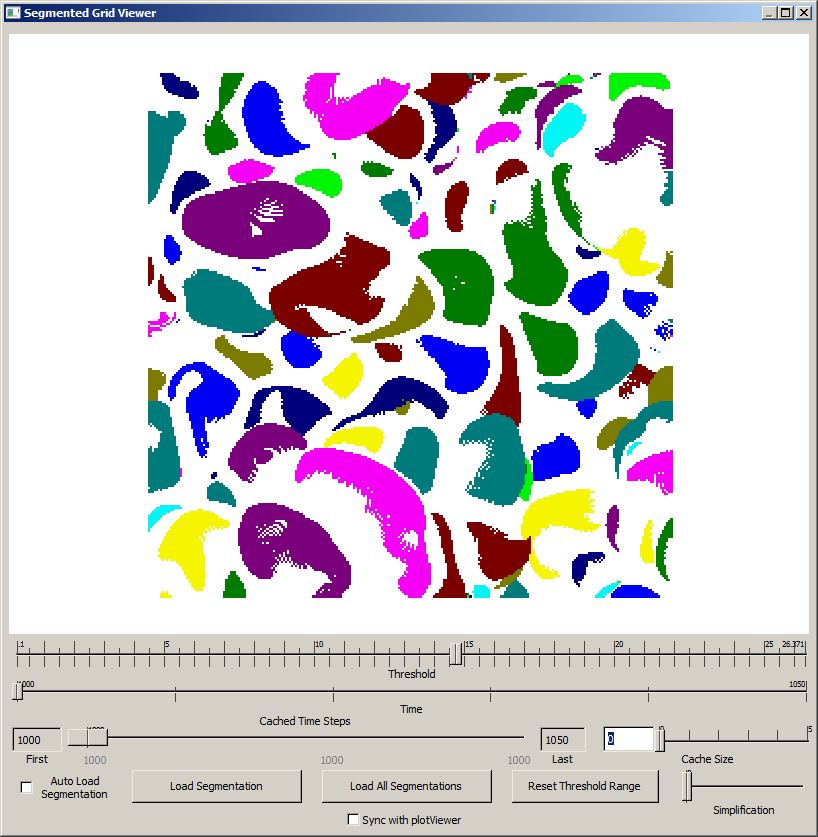 Segmented Grid Viewer
.1 5 10 15 20 25 26.371
Threshold
1000 1050
Time
Cached Time Steps
1000 1050 0 5
First 1000 1000 1000 Last Cache Size
Auto Load Segmentation
Load Segmentation Load All Segmentations Reset Threshold Range
Simplification
Sync with plotViewer